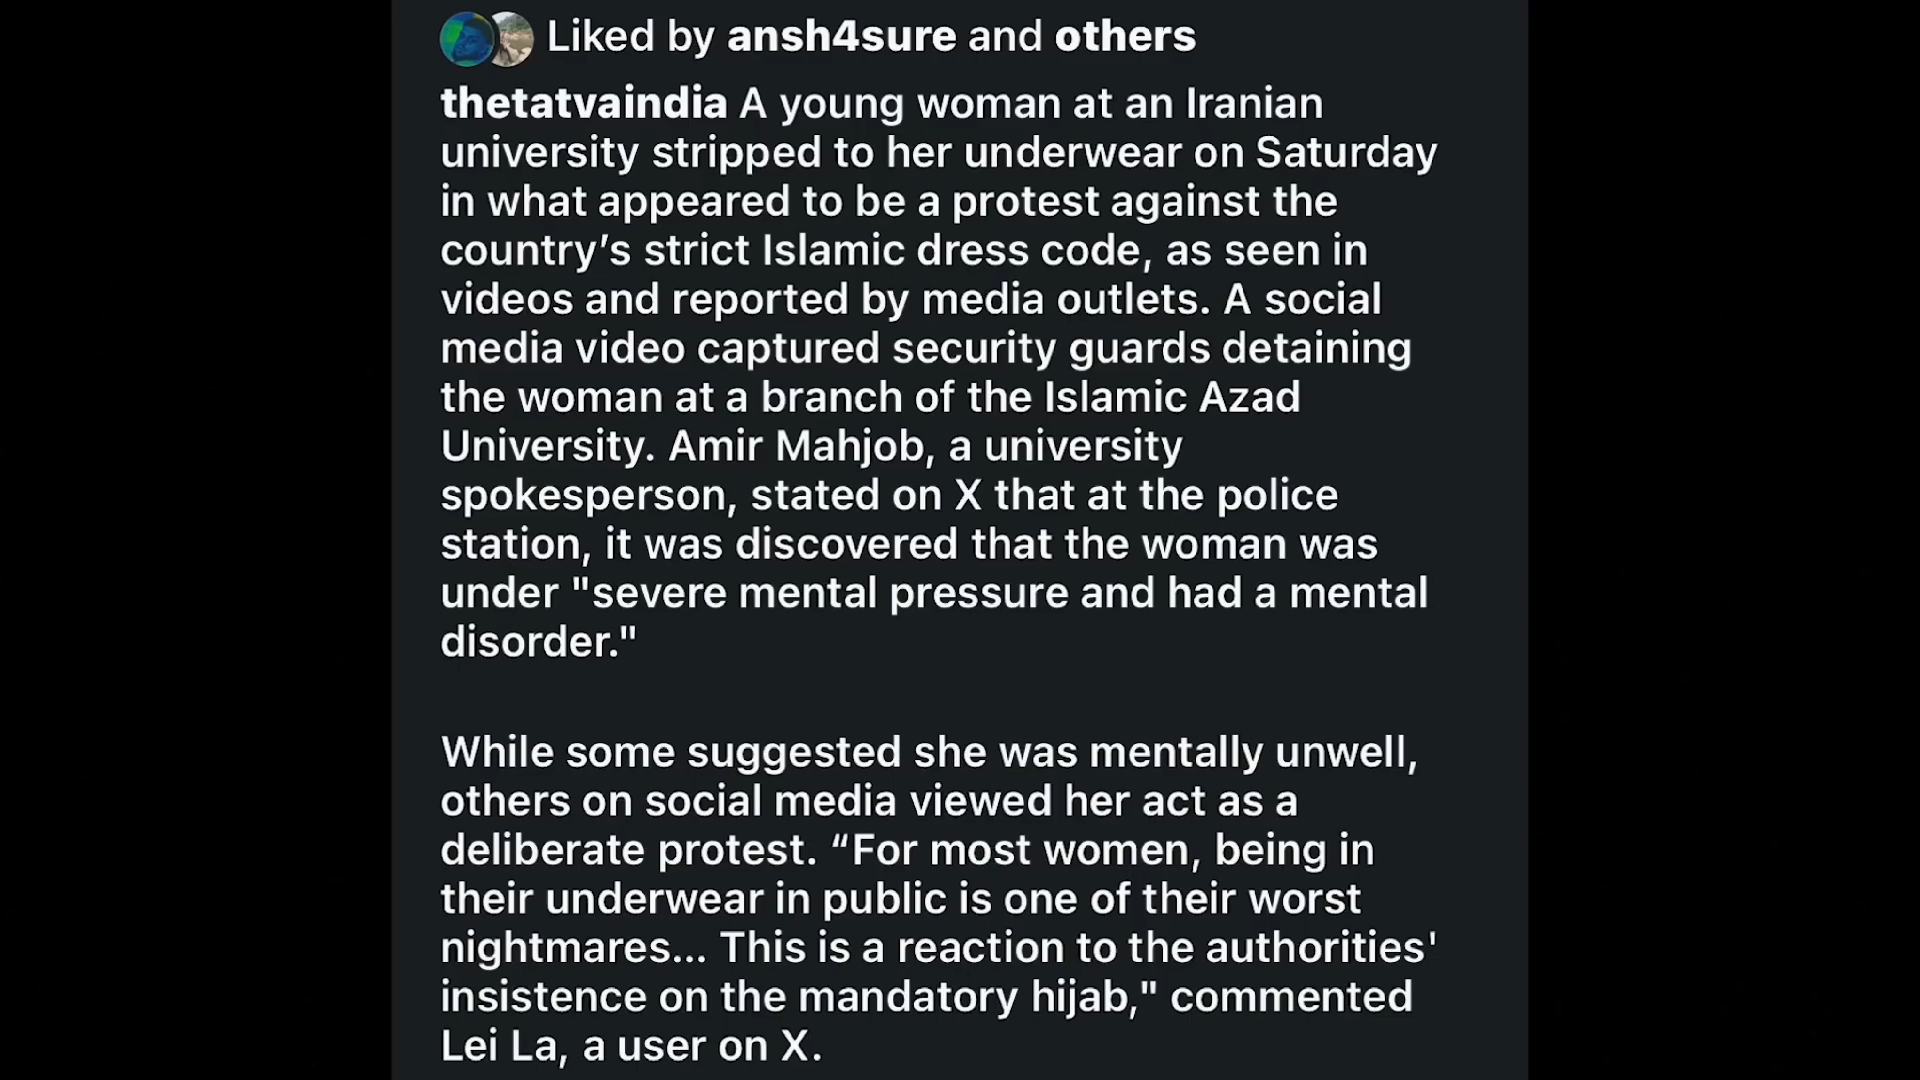 Liked by ansh4sure and others
thetatvaindia A young woman at an Iranian
university stripped to her underwear on Saturday
in what appeared to be a protest against the
country’s strict Islamic dress code, as seen in
videos and reported by media outlets. A social
media video captured security guards detaining
the woman at a branch of the Islamic Azad
University. Amir Mahjob, a university
spokesperson, stated on X that at the police
station, it was discovered that the woman was
under "severe mental pressure and had a mental
disorder."
While some suggested she was mentally unwell,
others on social media viewed her act as a
deliberate protest. “For most women, being in
their underwear in public is one of their worst
nightmares... This is a reaction to the authorities'
insistence on the mandatory hijab," commented
Lei La, a user on X.